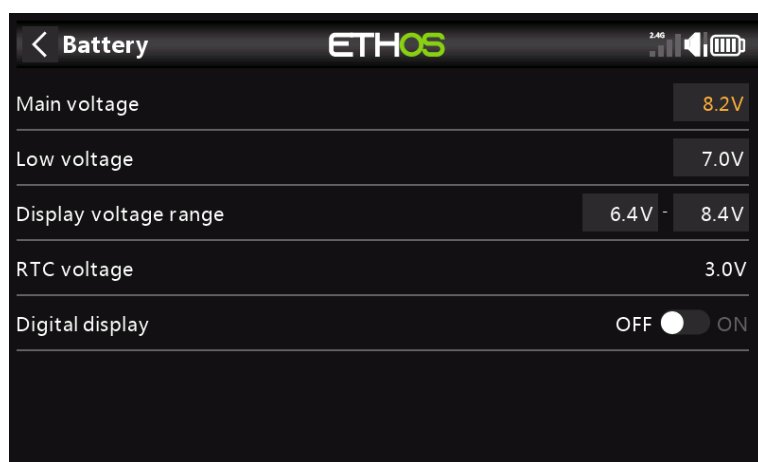 Battery ETHOS 2.4G
Main voltage 8.2V
Low voltage 7.0V
Display voltage range 6.4V - 8.4V
RTC voltage 3.0V
Digital display OFF ON